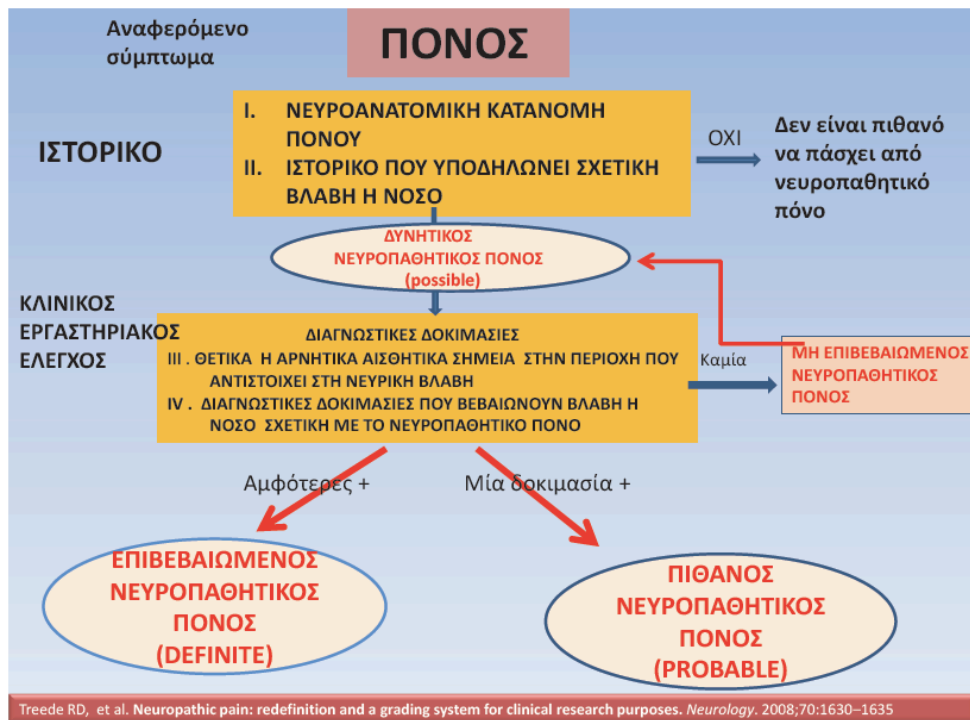 Αναφερόμενο
σύμπτωμα
ΠΟΝΟΣ
ΙΣΤΟΡΙΚΟ
I. ΝΕΥΡΟΑΝΑΤΟΜΙΚΗ ΚΑΤΑΝΟΜΗ
ΠΟΝΟΥ
II. ΙΣΤΟΡΙΚΟ ΠΟΥ ΥΠΟΔΗΛΩΝΕΙ ΣΧΕΤΙΚΗ
ΒΛΑΒΗ Η ΝΟΣΟ
ΟΧΙ
Δεν είναι πιθανό
να πάσχει από
νευροπαθητικό
πόνο
ΔΥΝΗΤΙΚΟΣ
ΝΕΥΡΟΠΑΘΗΤΙΚΟΣ ΠΟΝΟΣ
(possible)
ΚΛΙΝΙΚΟΣ
ΕΡΓΑΣΤΗΡΙΑΚΟΣ
ΕΛΕΓΧΟΣ
ΔΙΑΓΝΩΣΤΙΚΕΣ ΔΟΚΙΜΑΣΙΕΣ
III . ΘΕΤΙΚΑ Η ΑΡΝΗΤΙΚΑ ΑΙΣΘΗΤΙΚΑ ΣΗΜΕΙΑ ΣΤΗΝ ΠΕΡΙΟΧΗ ΠΟΥ
ΑΝΤΙΣΤΟΙΧΕΙ ΣΤΗ ΝΕΥΡΙΚΗ ΒΛΑΒΗ
IV . ΔΙΑΓΝΩΣΤΙΚΕΣ ΔΟΚΙΜΑΣΙΕΣ ΠΟΥ ΒΕΒΑΙΩΝΟΥΝ ΒΛΑΒΗ Η
ΝΟΣΟ ΣΧΕΤΙΚΗ ΜΕ ΤΟ ΝΕΥΡΟΠΑΘΗΤΙΚΟ ΠΟΝΟ
Καμία
ΜΗ ΕΠΙΒΕΒΑΙΩΜΕΝΟΣ
ΝΕΥΡΟΠΑΘΗΤΙΚΟΣ
ΠΟΝΟΣ
Αμφότερες +
Μία δοκιμασία +
ΕΠΙΒΕΒΑΙΩΜΕΝΟΣ
ΝΕΥΡΟΠΑΘΗΤΙΚΟΣ
ΠΟΝΟΣ
(DEFINITE)
ΠΙΘΑΝΟΣ
ΝΕΥΡΟΠΑΘΗΤΙΚΟΣ
ΠΟΝΟΣ
(PROBABLE)
Treede RD, et al. Neuropathic pain: redefinition and a grading system for clinical research purposes. Neurology. 2008;70:1630–1635